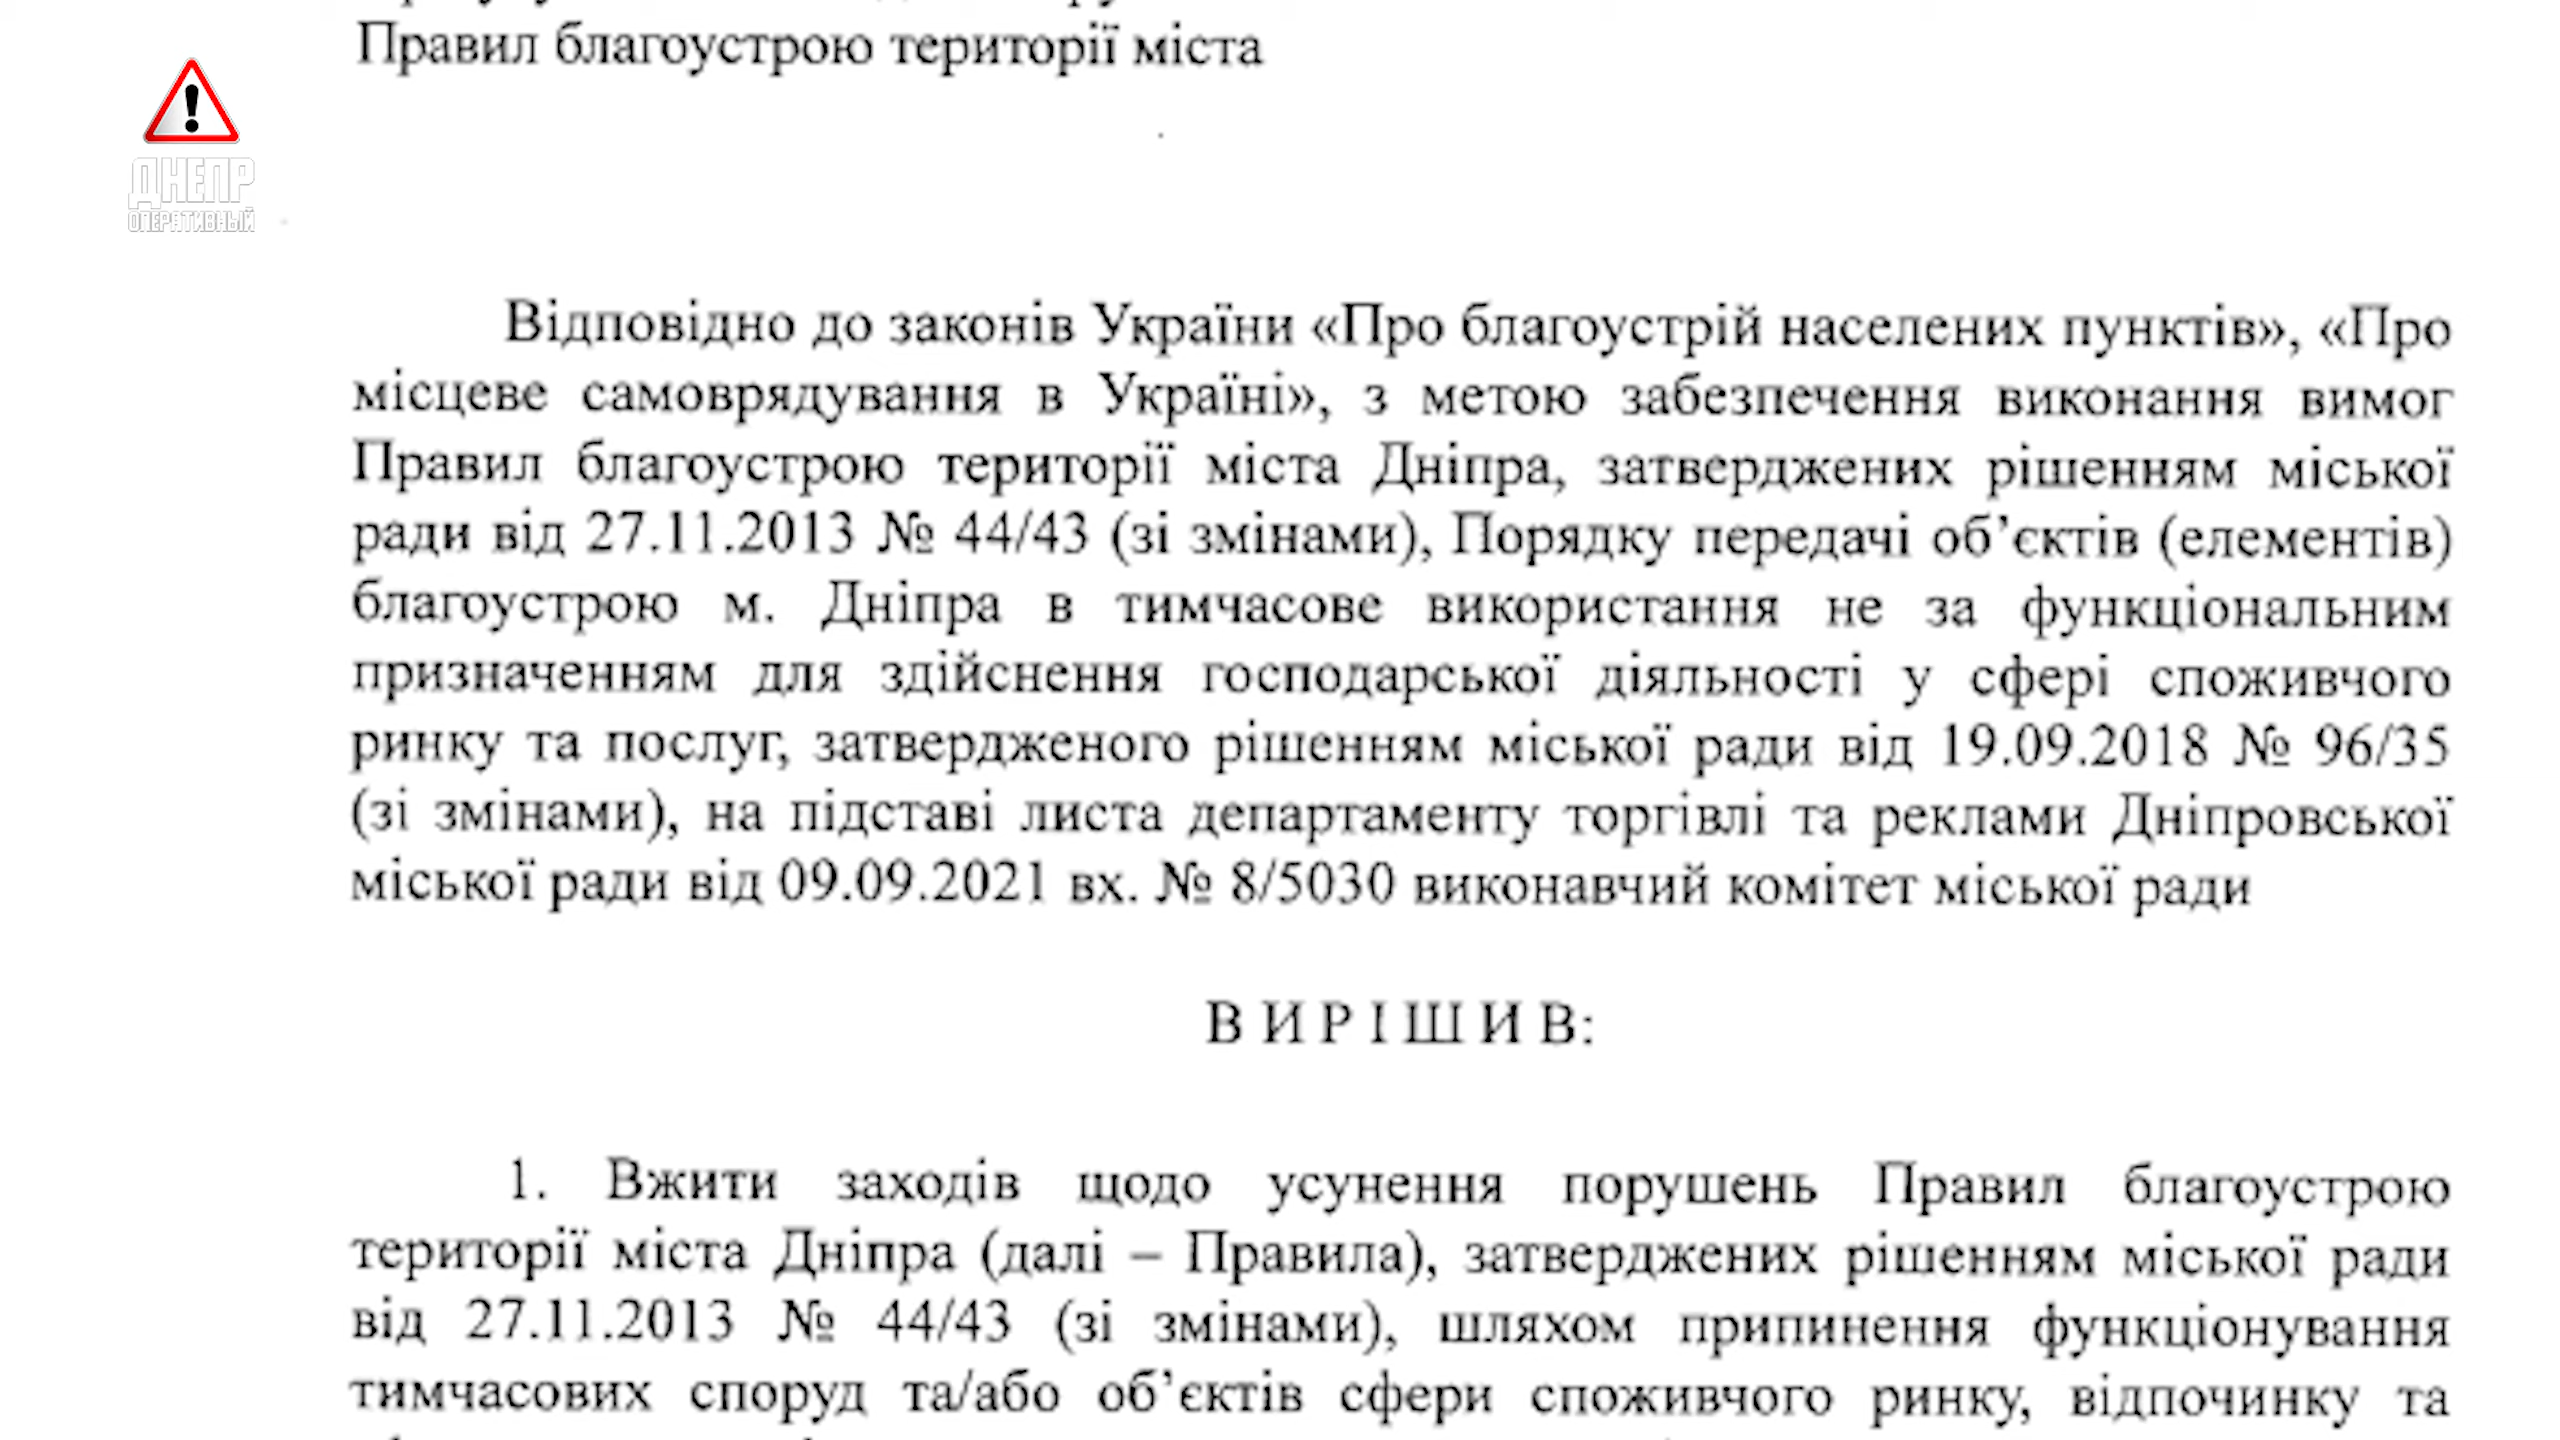 Правил благоустрою території міста
ДНЕПР
ОПЕРАТИВНЫЙ
Відповідно до законів України «Про благоустрій населених пунктів», «Про
місцеве самоврядування в Україні», з метою забезпечення виконання вимог
Правил благоустрою території міста Дніпра, затверджених рішенням міської
ради від 27.11.2013 № 44/43 (зі змінами), Порядку передачі об’єктів (елементів)
благоустрою м. Дніпра в тимчасове використання не за функціональним
призначенням для здійснення господарської діяльності у сфері споживчого
ринку та послуг, затвердженого рішенням міської ради від 19.09.2018 № 96/35
(зі змінами), на підставі листа департаменту торгівлі та реклами Дніпровської
міської ради від 09.09.2021 вх. № 8/5030 виконавчий комітет міської ради
В И Р І Ш И В:
1. Вжити заходів щодо усунення порушень Правил благоустрою
території міста Дніпра (далі – Правила), затверджених рішенням міської ради
від 27.11.2013 № 44/43 (зі змінами), шляхом припинення функціонування
тимчасових споруд та/або об’єктів сфери споживчого ринку, відпочинку та